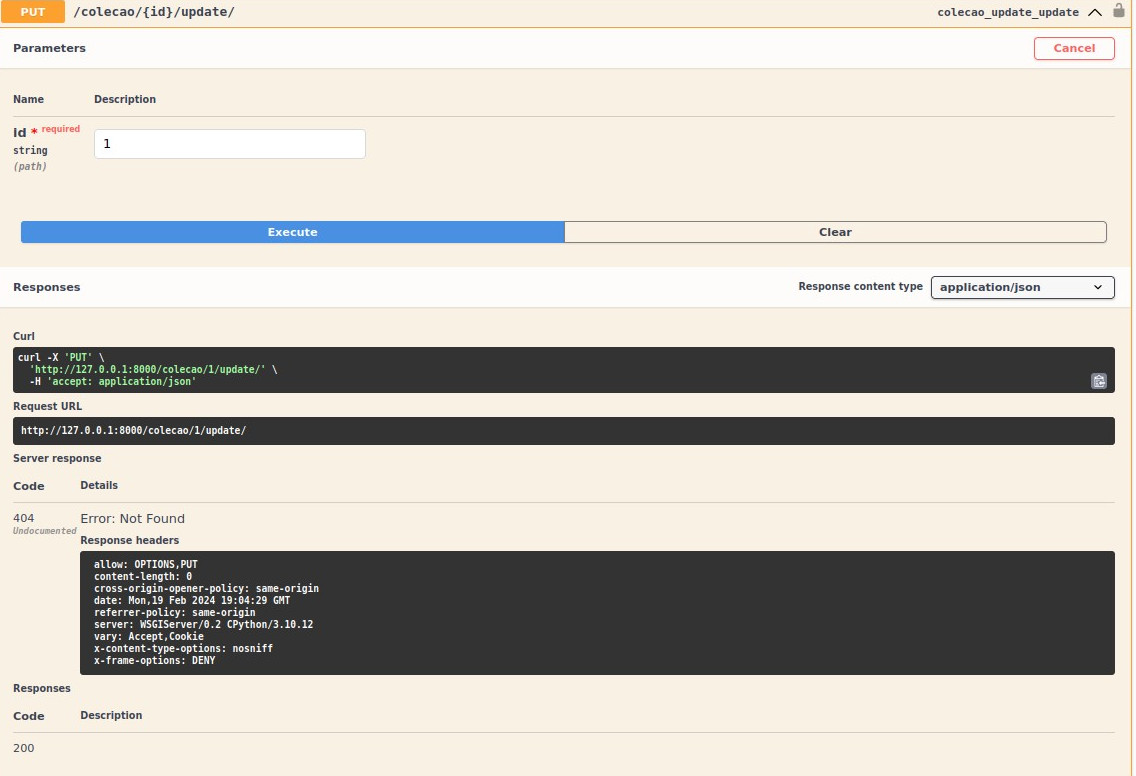 PUT /colecao/{id}/update/ colecao_update_update
Parameters Cancel
Name Description
id * required
string
(path)
1
Execute Clear
Responses Response content type application/json
Curl
curl -X 'PUT' \
'http://127.0.0.1:8000/colecao/1/update/' \
-H 'accept: application/json'
Request URL
http://127.0.0.1:8000/colecao/1/update/
Server response
Code Details
404 Error: Not Found
Undocumented
Response headers
allow: OPTIONS,PUT
content-length: 0
cross-origin-opener-policy: same-origin
date: Mon,19 Feb 2024 19:04:29 GMT
referrer-policy: same-origin
server: WSGIServer/0.2 CPython/3.10.12
vary: Accept,Cookie
x-content-type-options: nosniff
x-frame-options: DENY
Responses
Code Description
200